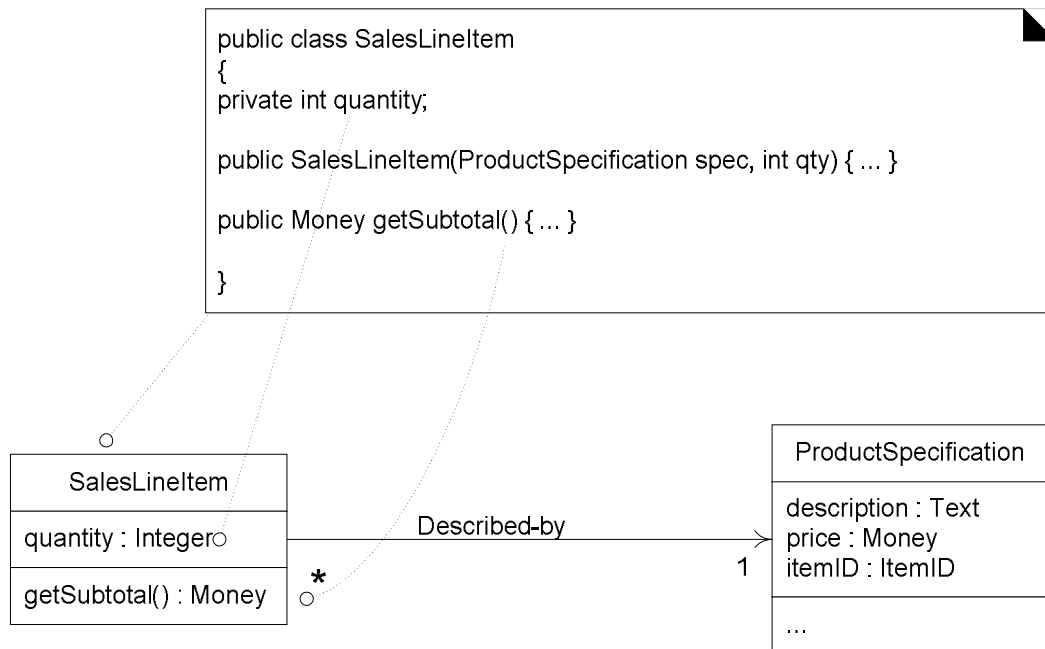 public class SalesLineItem
{
private int quantity;
public SalesLineItem(ProductSpecification spec, int qty) { ... }
public Money getSubtotal() { ... }
}
SalesLineItem
quantity : Integer
getSubtotal() : Money
*
Described-by
1
ProductSpecification
description : Text
price : Money
itemID : ItemID
...